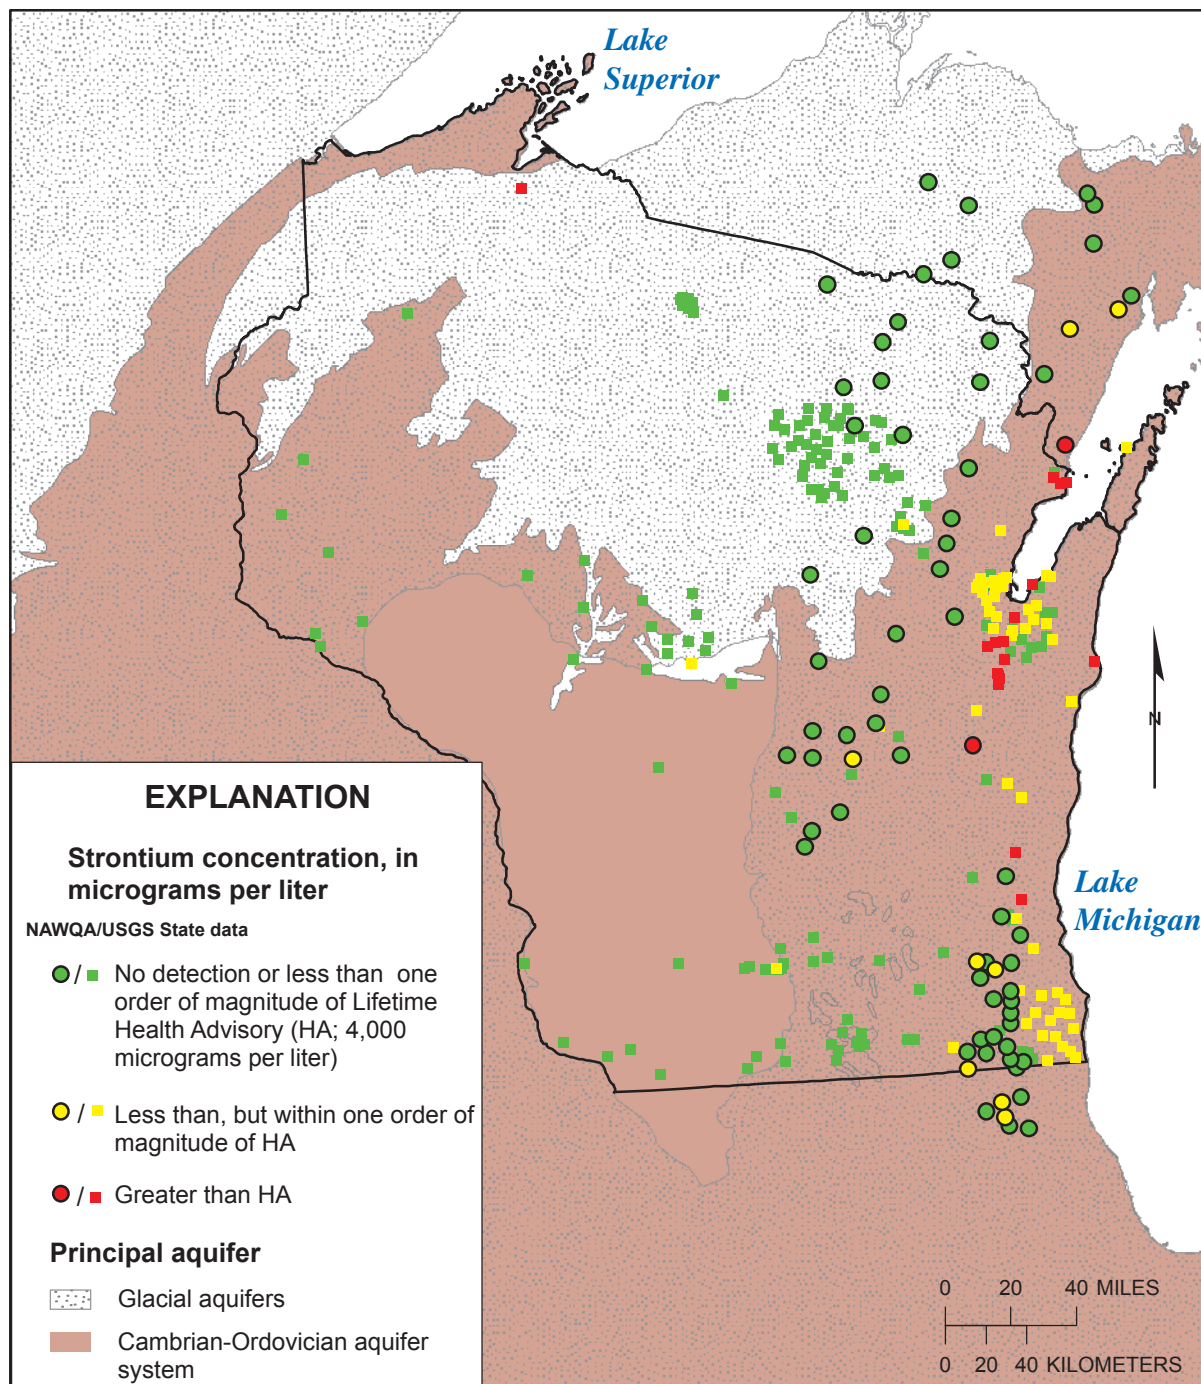 Lake
Superior
N
Lake
Michigan
EXPLANATION
Strontium concentration, in
micrograms per liter
NAWQA/USGS State data
/ No detection or less than one
order of magnitude of Lifetime
Health Advisory (HA; 4,000
micrograms per liter)
/ Less than, but within one order of
magnitude of HA
/ Greater than HA
Principal aquifer
Glacial aquifers
Cambrian-Ordovician aquifer
system
0 20 40 MILES
0 20 40 KILOMETERS